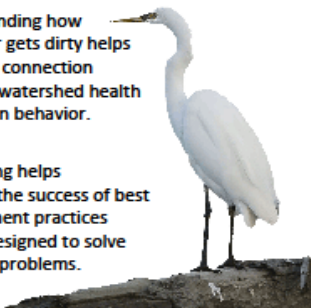 nding how
gets dirty helps
connection
watershed health
n behavior.
ng helps
the success of best
ment practices
esigned to solve
problems.